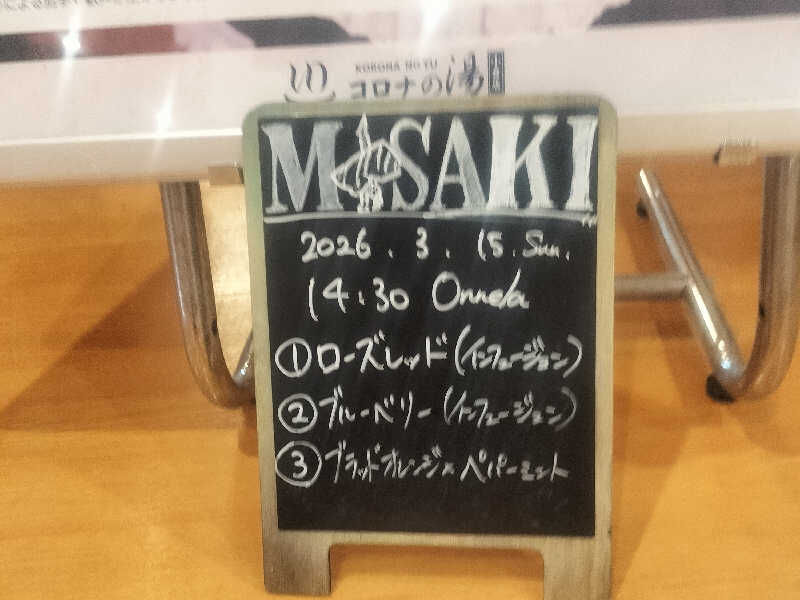 KORONA NO YU
コロナの湯
MASAKI
2026.3.15.Sun.
14:30 Onnela
①ローズレッド(インフュージョン)
②ブルーベリー(インフュージョン)
③ブラッドオレンジ×ペパーミント